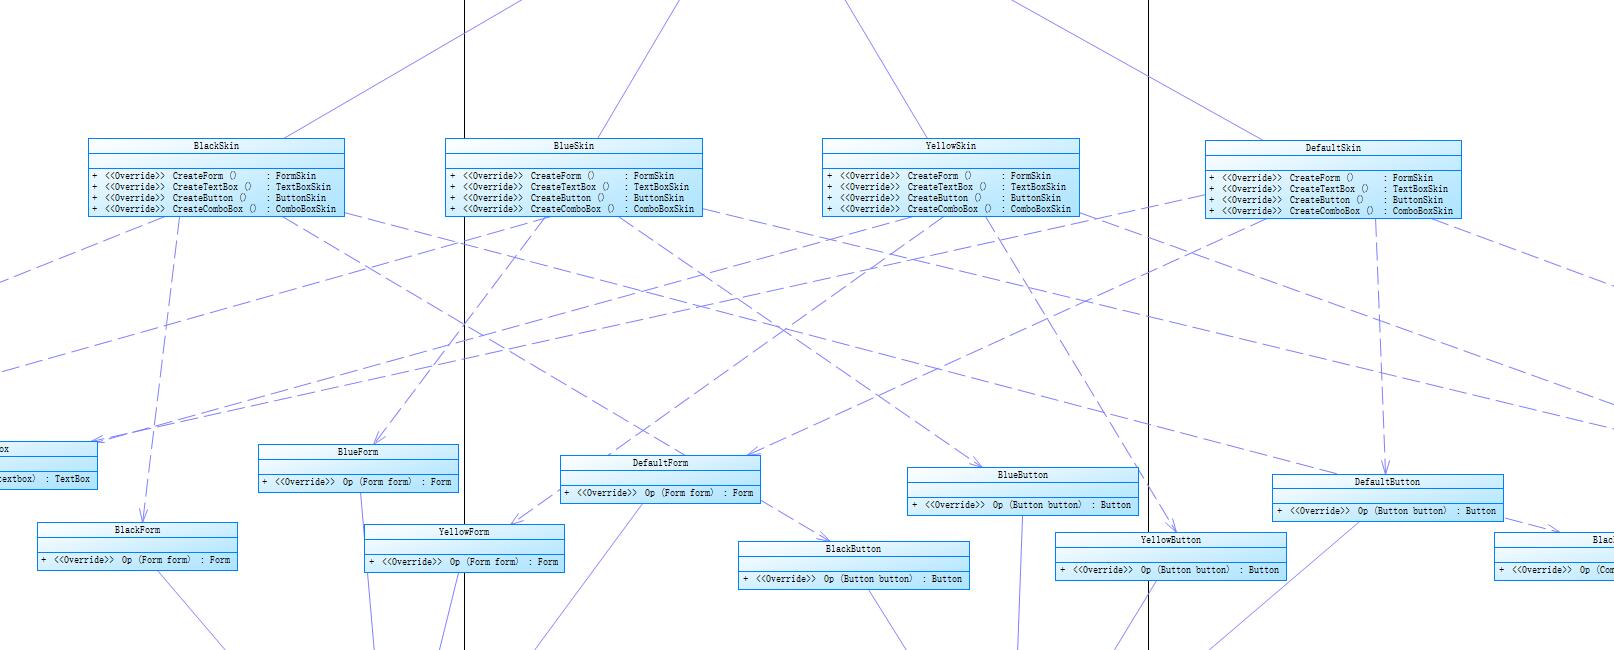 BlackSkin
+ <<Override>> CreateForm () : FormSkin
+ <<Override>> CreateTextBox () : TextBoxSkin
+ <<Override>> CreateButton () : ButtonSkin
+ <<Override>> CreateComboBox () : ComboBoxSkin
BlueSkin
+ <<Override>> CreateForm () : FormSkin
+ <<Override>> CreateTextBox () : TextBoxSkin
+ <<Override>> CreateButton () : ButtonSkin
+ <<Override>> CreateComboBox () : ComboBoxSkin
YellowSkin
+ <<Override>> CreateForm () : FormSkin
+ <<Override>> CreateTextBox () : TextBoxSkin
+ <<Override>> CreateButton () : ButtonSkin
+ <<Override>> CreateComboBox () : ComboBoxSkin
DefaultSkin
+ <<Override>> CreateForm () : FormSkin
+ <<Override>> CreateTextBox () : TextBoxSkin
+ <<Override>> CreateButton () : ButtonSkin
+ <<Override>> CreateComboBox () : ComboBoxSkin
ox
textbox) : TextBox
BlueForm
+ <<Override>> Op (Form form) : Form
DefaultForm
+ <<Override>> Op (Form form) : Form
BlueButton
+ <<Override>> Op (Button button) : Button
DefaultButton
+ <<Override>> Op (Button button) : Button
BlackForm
+ <<Override>> Op (Form form) : Form
YellowForm
+ <<Override>> Op (Form form) : Form
BlackButton
+ <<Override>> Op (Button button) : Button
YellowButton
+ <<Override>> Op (Button button) : Button
Blac
+ <<Override>> Op (Com